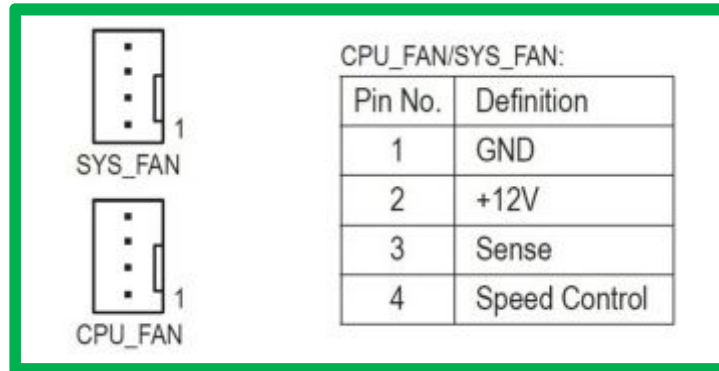 1
SYS_FAN
1
CPU_FAN
CPU_FAN/SYS_FAN:
Pin No. Definition
1 GND
2 +12V
3 Sense
4 Speed Control